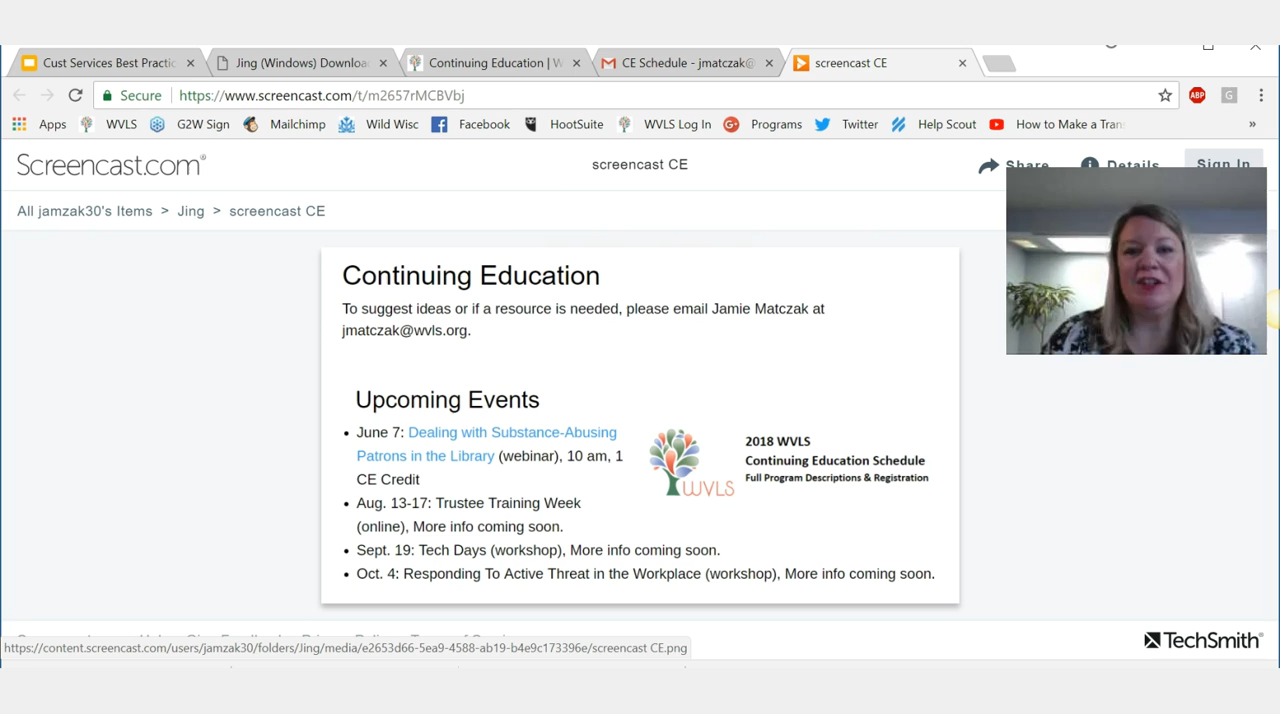 Cust Services Best Practic
Jing (Windows) Downloa
Continuing Education | W
CE Schedule - jmatczak@
screencast CE
Secure
https://www.screencast.com/t/m2657rMCBVbj
ABP
G
Apps
WVLS
G2W Sign
Mailchimp
Wild Wisc
Facebook
HootSuite
WVLS Log In
Programs
Twitter
Help Scout
How to Make a Tran
»
Screencast.com®
screencast CE
Share
Details
Sign In
All jamzak30's Items > Jing > screencast CE
Continuing Education
To suggest ideas or if a resource is needed, please email Jamie Matczak at
jmatczak@wvls.org.
Upcoming Events
• June 7: Dealing with Substance-Abusing
Patrons in the Library (webinar), 10 am, 1
CE Credit
• Aug. 13-17: Trustee Training Week
(online), More info coming soon.
• Sept. 19: Tech Days (workshop), More info coming soon.
• Oct. 4: Responding To Active Threat in the Workplace (workshop), More info coming soon.
WVLS
2018 WVLS
Continuing Education Schedule
Full Program Descriptions & Registration
https://content.screencast.com/users/jamzak30/folders/Jing/media/e2653d66-5ea9-4588-ab19-b4e9c173396e/screencast CE.png
TechSmith®